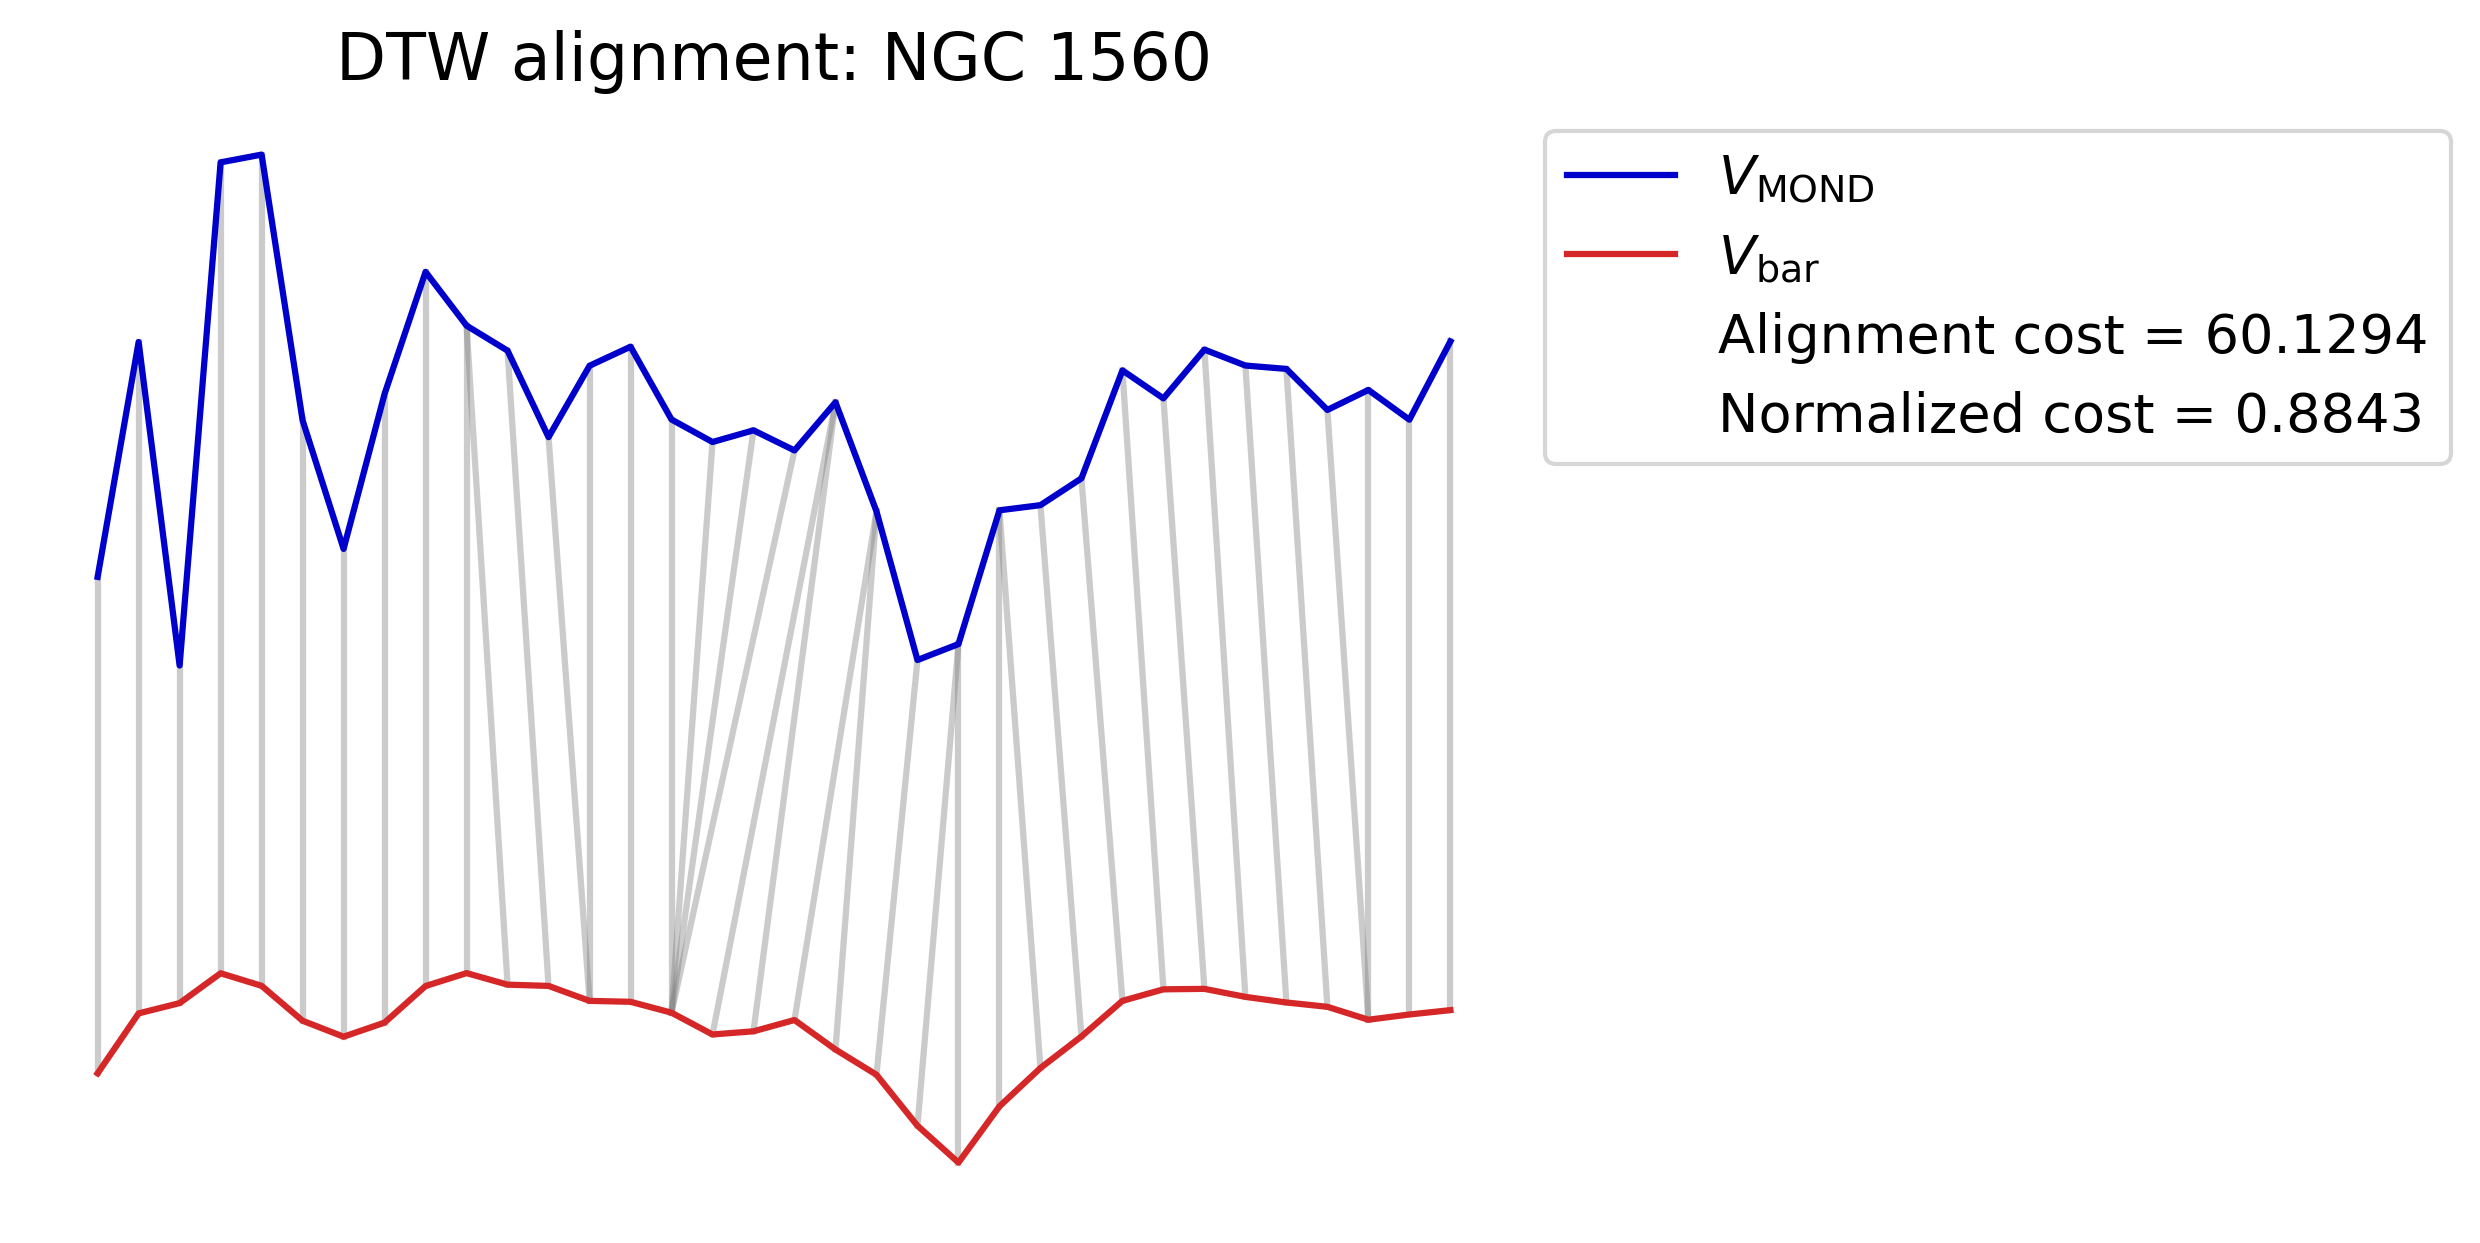 DTW alignment: NGC 1560
V_MOND
V_bar
Alignment cost = 60.1294
Normalized cost = 0.8843